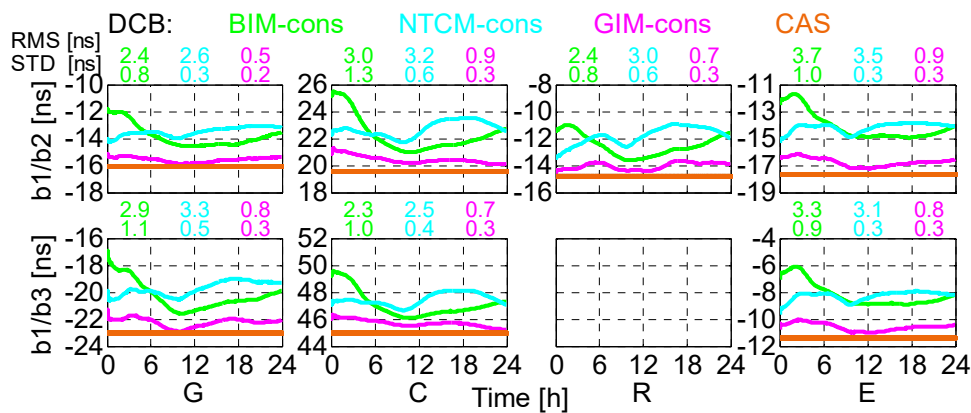 DCB: BIM-cons NTCM-cons GIM-cons CAS
RMS [ns] 2.4 2.6 0.5 3.0 3.2 0.9 2.4 3.0 0.7 3.7 3.5 0.9
STD [ns] 0.8 0.3 0.2 1.3 0.6 0.3 0.8 0.6 0.3 1.0 0.3 0.3
b1/b2 [ns]
-10 -12 -14 -16 -18
26 24 22 20 18
-8 -10 -12 -14 -16
-11 -13 -15 -17 -19
2.9 3.3 0.8 2.3 2.5 0.7 3.3 3.1 0.8
1.1 0.5 0.3 1.0 0.4 0.3 0.9 0.3 0.3
b1/b3 [ns]
-16 -18 -20 -22 -24
52 50 48 46 44
-4 -6 -8 -10 -12
0 6 12 18 24 0 6 12 18 24 0 6 12 18 24 0 6 12 18 24
G C Time [h] R E